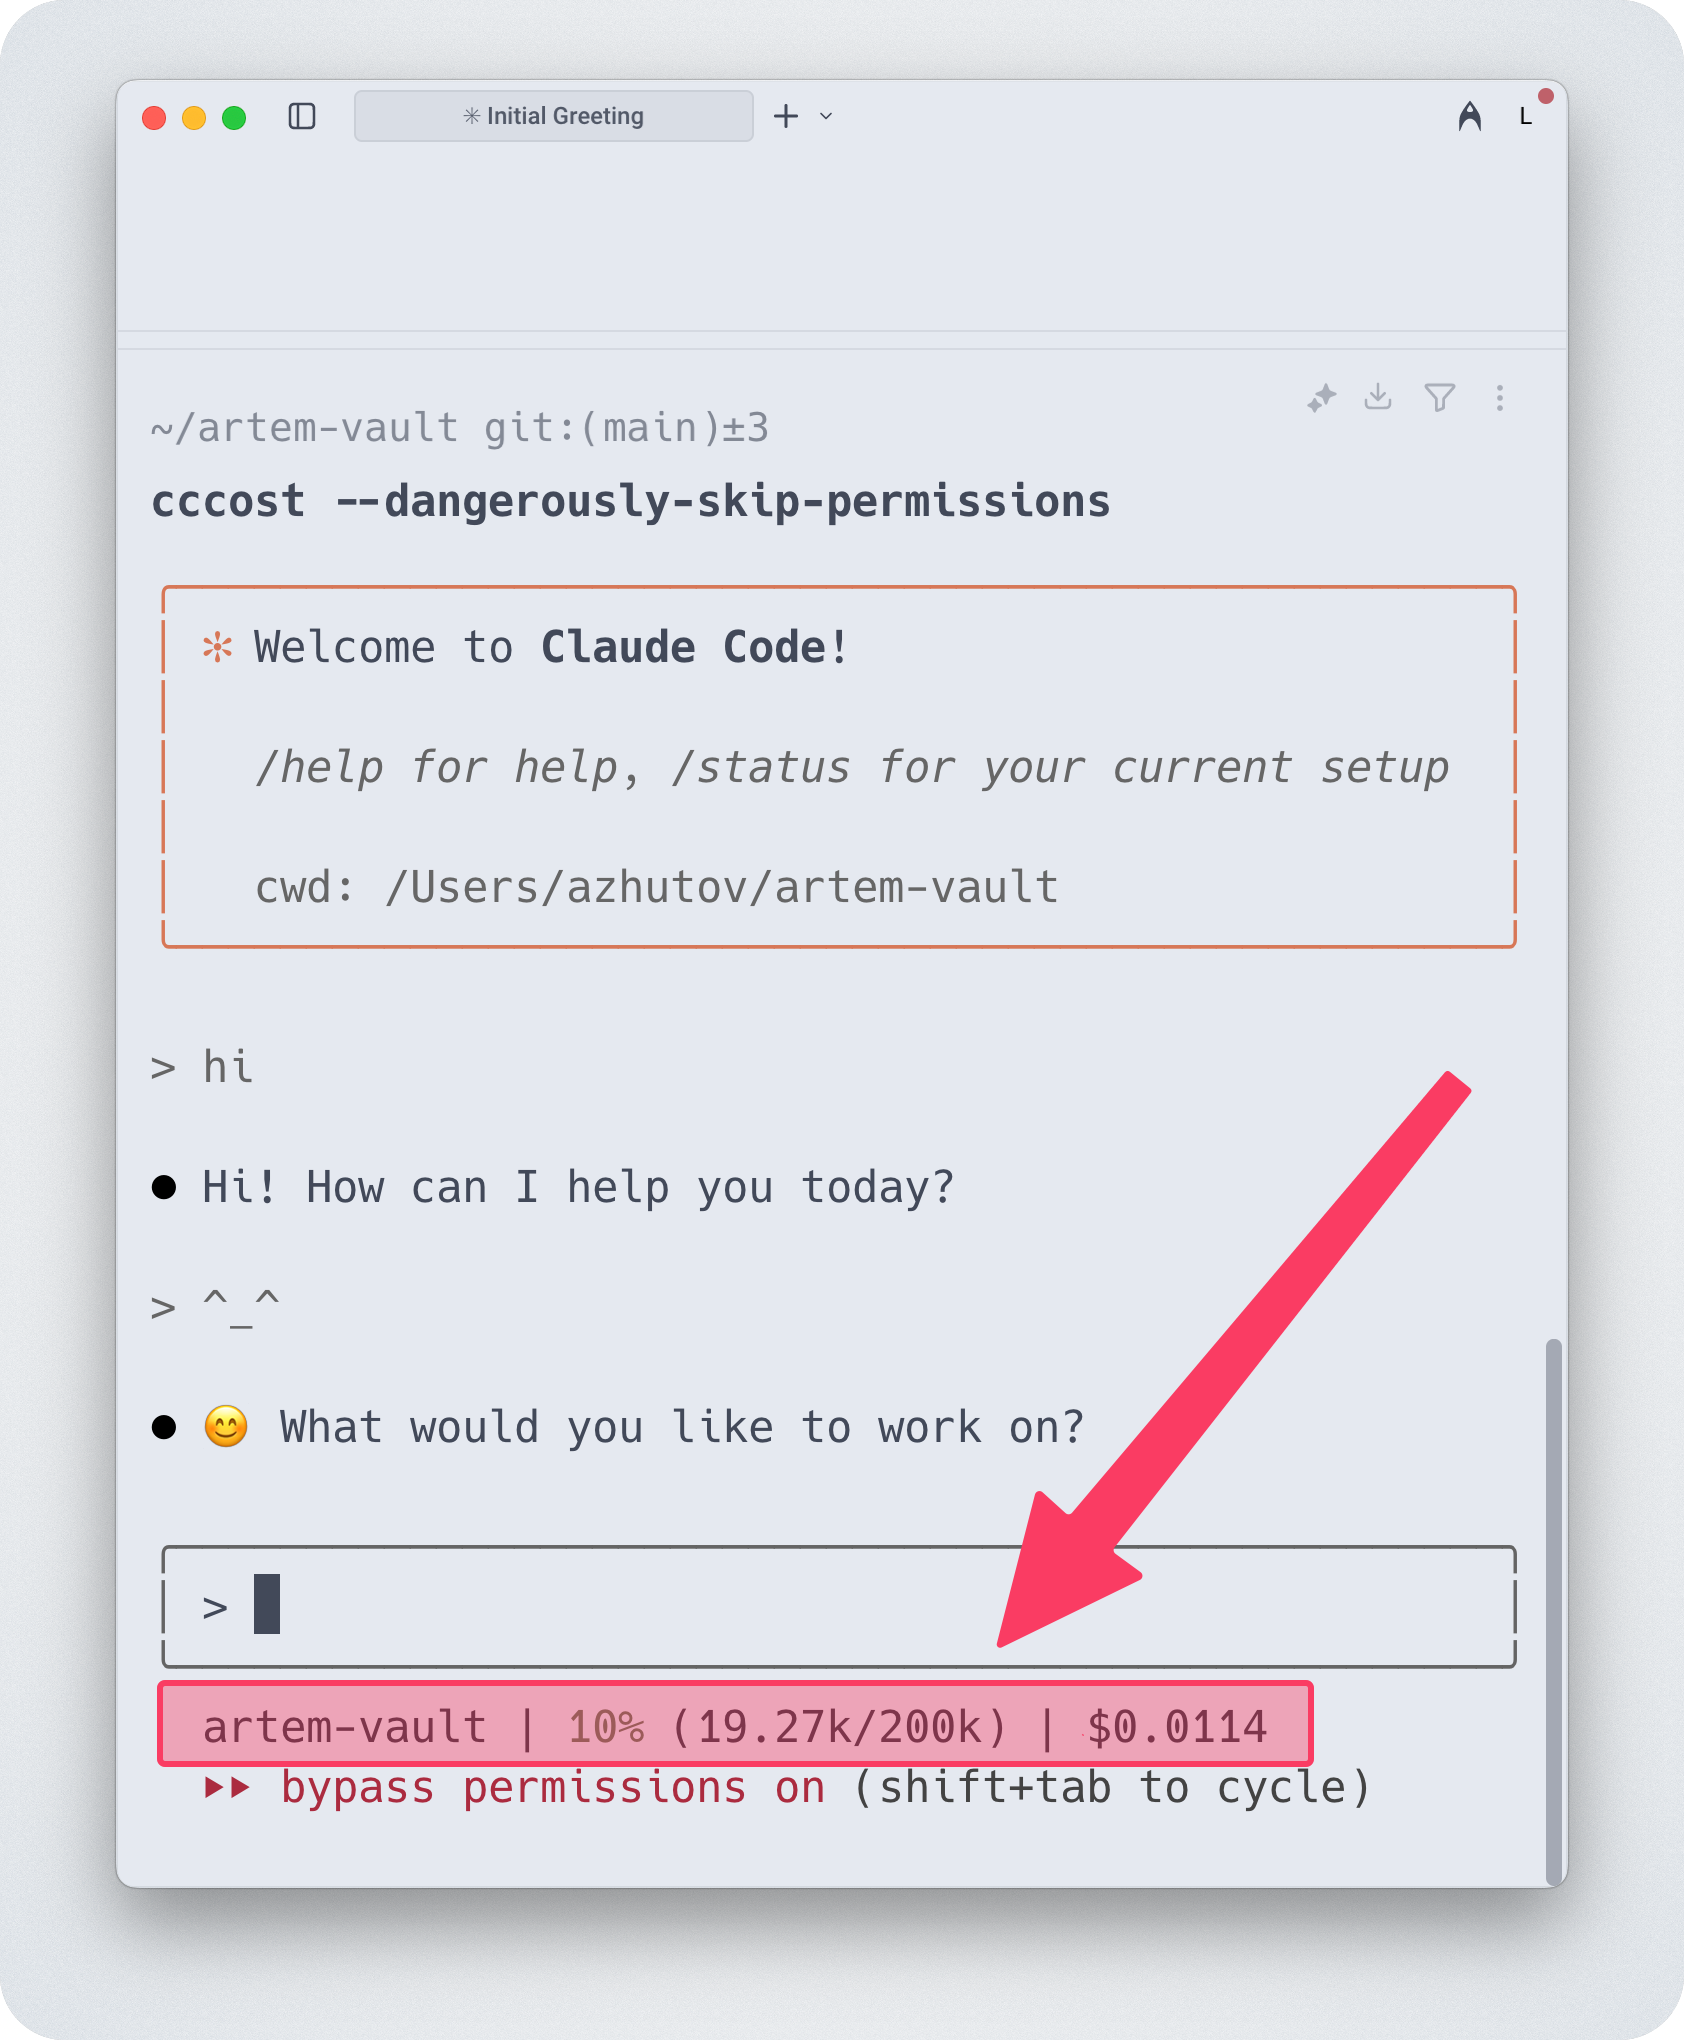 ✳ Initial Greeting
L
~/artem-vault git:(main)±3
cccost --dangerously-skip-permissions
✻ Welcome to Claude Code!
/help for help, /status for your current setup
cwd: /Users/azhutov/artem-vault
> hi
● Hi! How can I help you today?
> ^_^
● 😊 What would you like to work on?
>
artem-vault | 10% (19.27k/200k) | $0.0114
⏵⏵ bypass permissions on (shift+tab to cycle)